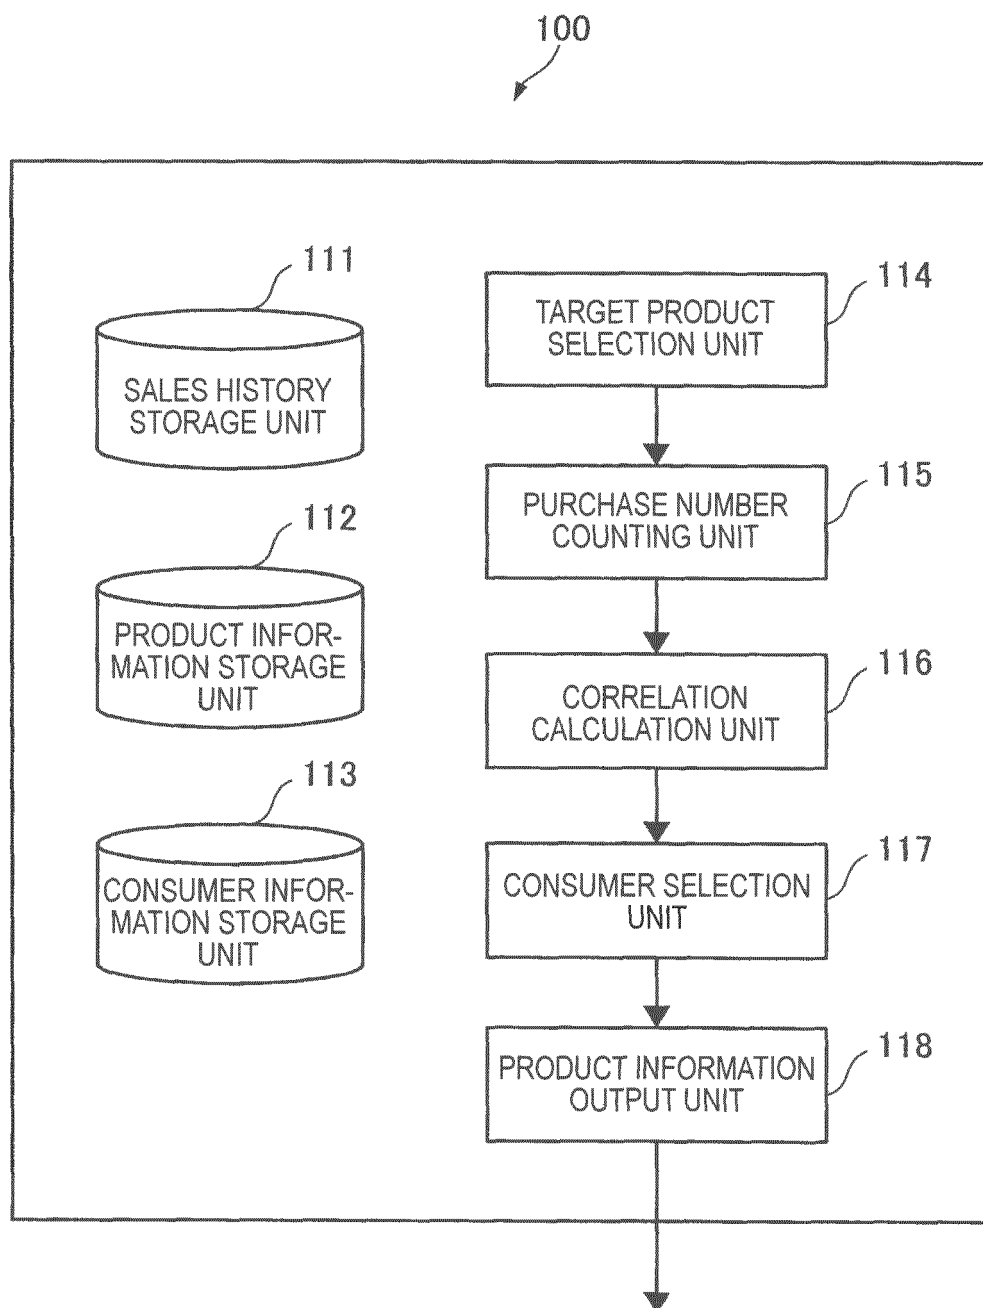 100
111
SALES HISTORY
STORAGE UNIT
112
PRODUCT INFOR-
MATION STORAGE
UNIT
113
CONSUMER INFOR-
MATION STORAGE
UNIT
114
TARGET PRODUCT
SELECTION UNIT
115
PURCHASE NUMBER
COUNTING UNIT
116
CORRELATION
CALCULATION UNIT
117
CONSUMER SELECTION
UNIT
118
PRODUCT INFORMATION
OUTPUT UNIT